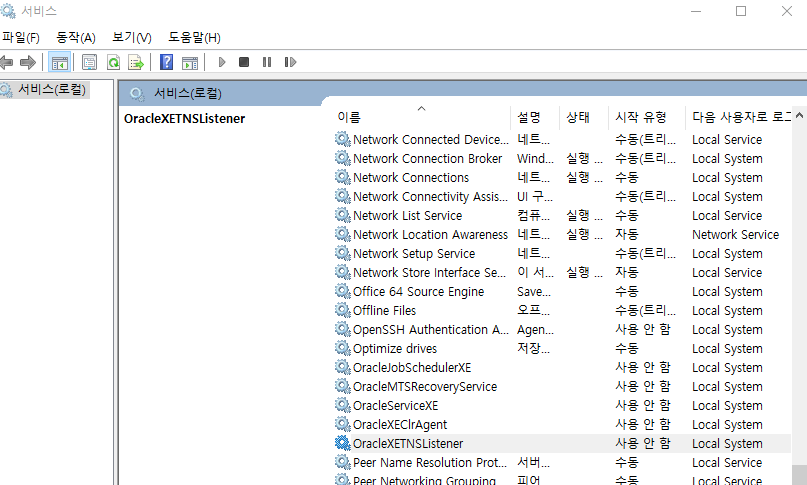 서비스
파일(F) 동작(A) 보기(V) 도움말(H)
서비스(로컬)
서비스(로컬)
OracleXETNSListener
이름 설명 상태 시작 유형 다음 사용자로 로그
Network Connected Device... 네트... 수동(트리... Local Service
Network Connection Broker Wind... 실행 ... 수동(트리... Local System
Network Connections 네트... 실행 ... 수동 Local System
Network Connectivity Assis... UI 구... 수동(트리... Local System
Network List Service 컴퓨... 실행 ... 수동 Local Service
Network Location Awareness 네트... 실행 ... 자동 Network Service
Network Setup Service 네트... 수동(트리... Local System
Network Store Interface Se... 이 서... 실행 ... 자동 Local Service
Office 64 Source Engine Save... 수동 Local System
Offline Files 오프... 수동(트리... Local System
OpenSSH Authentication A... Agen... 사용 안 함 Local System
Optimize drives 저장... 수동 Local System
OracleJobSchedulerXE 사용 안 함 Local System
OracleMTSRecoveryService 사용 안 함 Local System
OracleServiceXE 사용 안 함 Local System
OracleXEClrAgent 사용 안 함 Local System
OracleXETNSListener 사용 안 함 Local System
Peer Name Resolution Prot... 서버... 수동 Local Service
Peer Networking Grouping 피어... 수동 Local Service